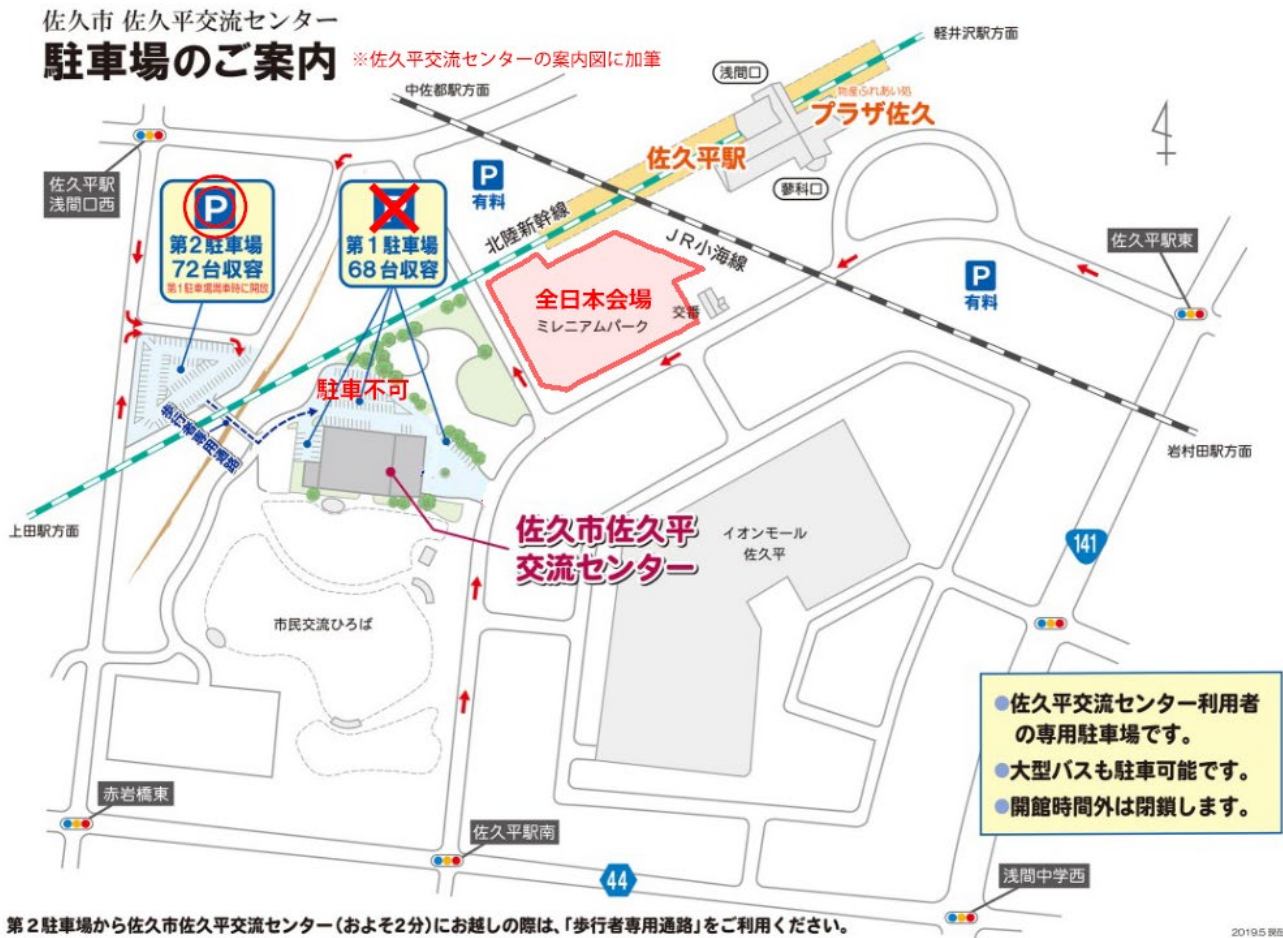 佐久市 佐久平交流センター
駐車場のご案内
※佐久平交流センターの案内図に加筆
軽井沢駅方面
浅間口
中佐都駅方面
物産ふれあい処
プラザ佐久
佐久平駅
P
有料
蓼科口
佐久平駅
浅間口西
P
第2駐車場
72台収容
第1駐車場満車時に開放
第1駐車場
68台収容
北陸新幹線
JR小海線
佐久平駅東
P
有料
全日本会場
ミレニアムパーク
交番
駐車不可
歩行者専用通路
岩村田駅方面
上田駅方面
佐久市佐久平
交流センター
イオンモール
佐久平
141
市民交流ひろば
●佐久平交流センター利用者
の専用駐車場です。
●大型バスも駐車可能です。
●開館時間外は閉鎖します。
赤岩橋東
佐久平駅南
44
浅間中学西
第2駐車場から佐久市佐久平交流センター(およそ2分)にお越しの際は、「歩行者専用通路」をご利用ください。
2019.5 現在